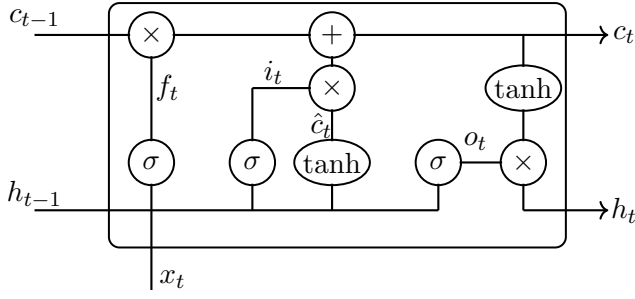 c_{t−1} × + c_t
i_t ×
f_t tanh
ĉ_t
o_t
σ σ tanh σ ×
h_{t−1} h_t
x_t